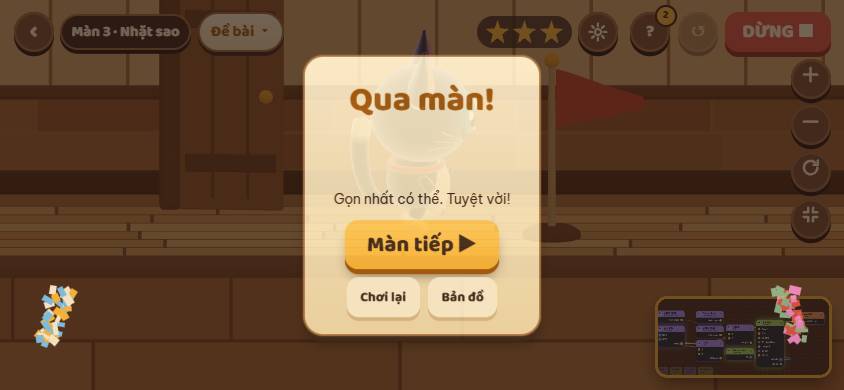 Màn 3 • Nhặt sao
Đề bài
2
?
DỪNG
Qua màn!
Gọn nhất có thể. Tuyệt vời!
Màn tiếp
Chơi lại
Bản đồ